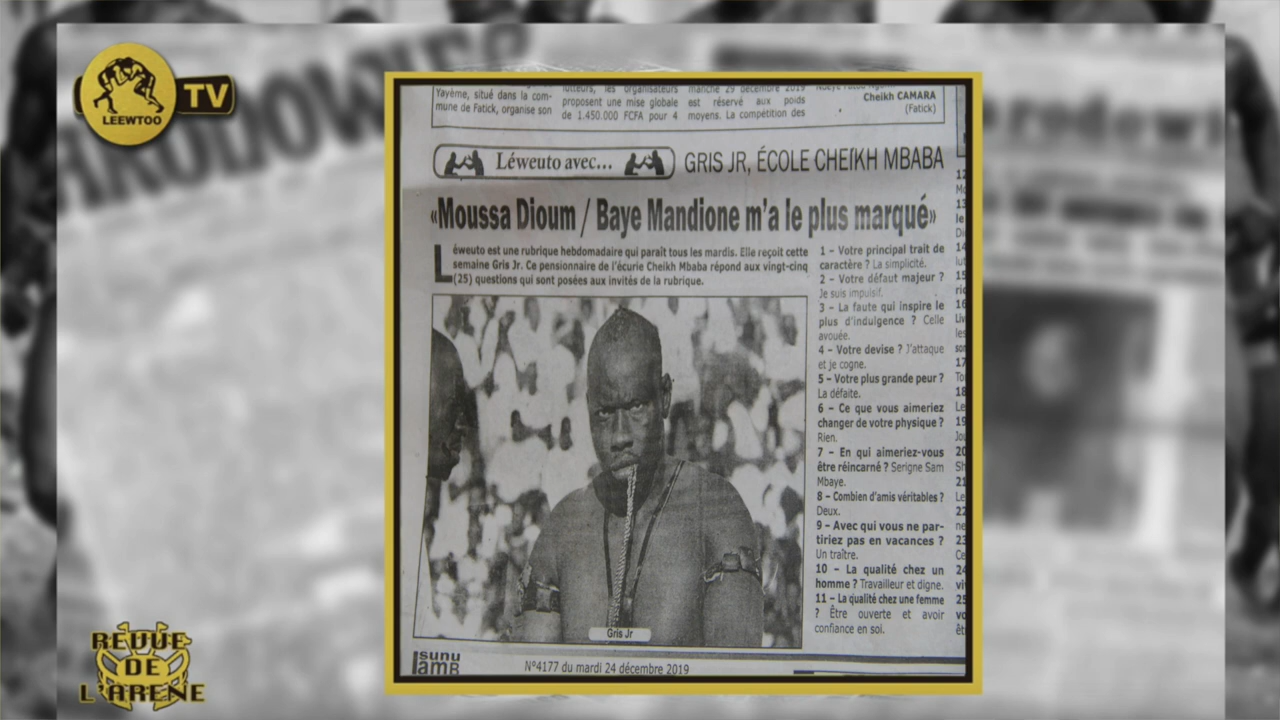 LEEWTOO
TV
Yayème, situé dans la com-
mune de Fatick, organise son
lutteurs, les organisateurs
proposent une mise globale
de 1.450.000 FCFA pour 4
manche 29 décembre 2019
est réservé aux poids
moyens. La compétition des
Cheikh CAMARA
(Fatick)
Léweuto avec...
GRIS JR, ÉCOLE CHEIKH MBABA
«Moussa Dioum / Baye Mandione m'a le plus marqué»
Léweuto est une rubrique hebdomadaire qui paraît tous les mardis. Elle reçoit cette
semaine Gris Jr. Ce pensionnaire de l'écurie Cheikh Mbaba répond aux vingt-cinq
(25) questions qui sont posées aux invités de la rubrique.
1 – Votre principal trait de
caractère ? La simplicité.
2 – Votre défaut majeur ?
Je suis impulsif.
3 – La faute qui inspire le
plus d'indulgence ? Celle
avouée.
4 – Votre devise ? J'attaque
et je cogne.
5 – Votre plus grande peur ?
La défaite.
6 – Ce que vous aimeriez
changer de votre physique ?
Rien.
7 – En qui aimeriez-vous
être réincarné ? Serigne Sam
Mbaye.
8 – Combien d'amis véritables ?
Deux.
9 – Avec qui vous ne par-
tiriez pas en vacances ?
Un traître.
10 – La qualité chez un
homme ? Travailleur et digne.
11 – La qualité chez une femme
? Être ouverte et avoir
confiance en soi.
Gris Jr
sunu
lamb
N°4177 du mardi 24 décembre 2019
REVUE
DE
L'ARENE